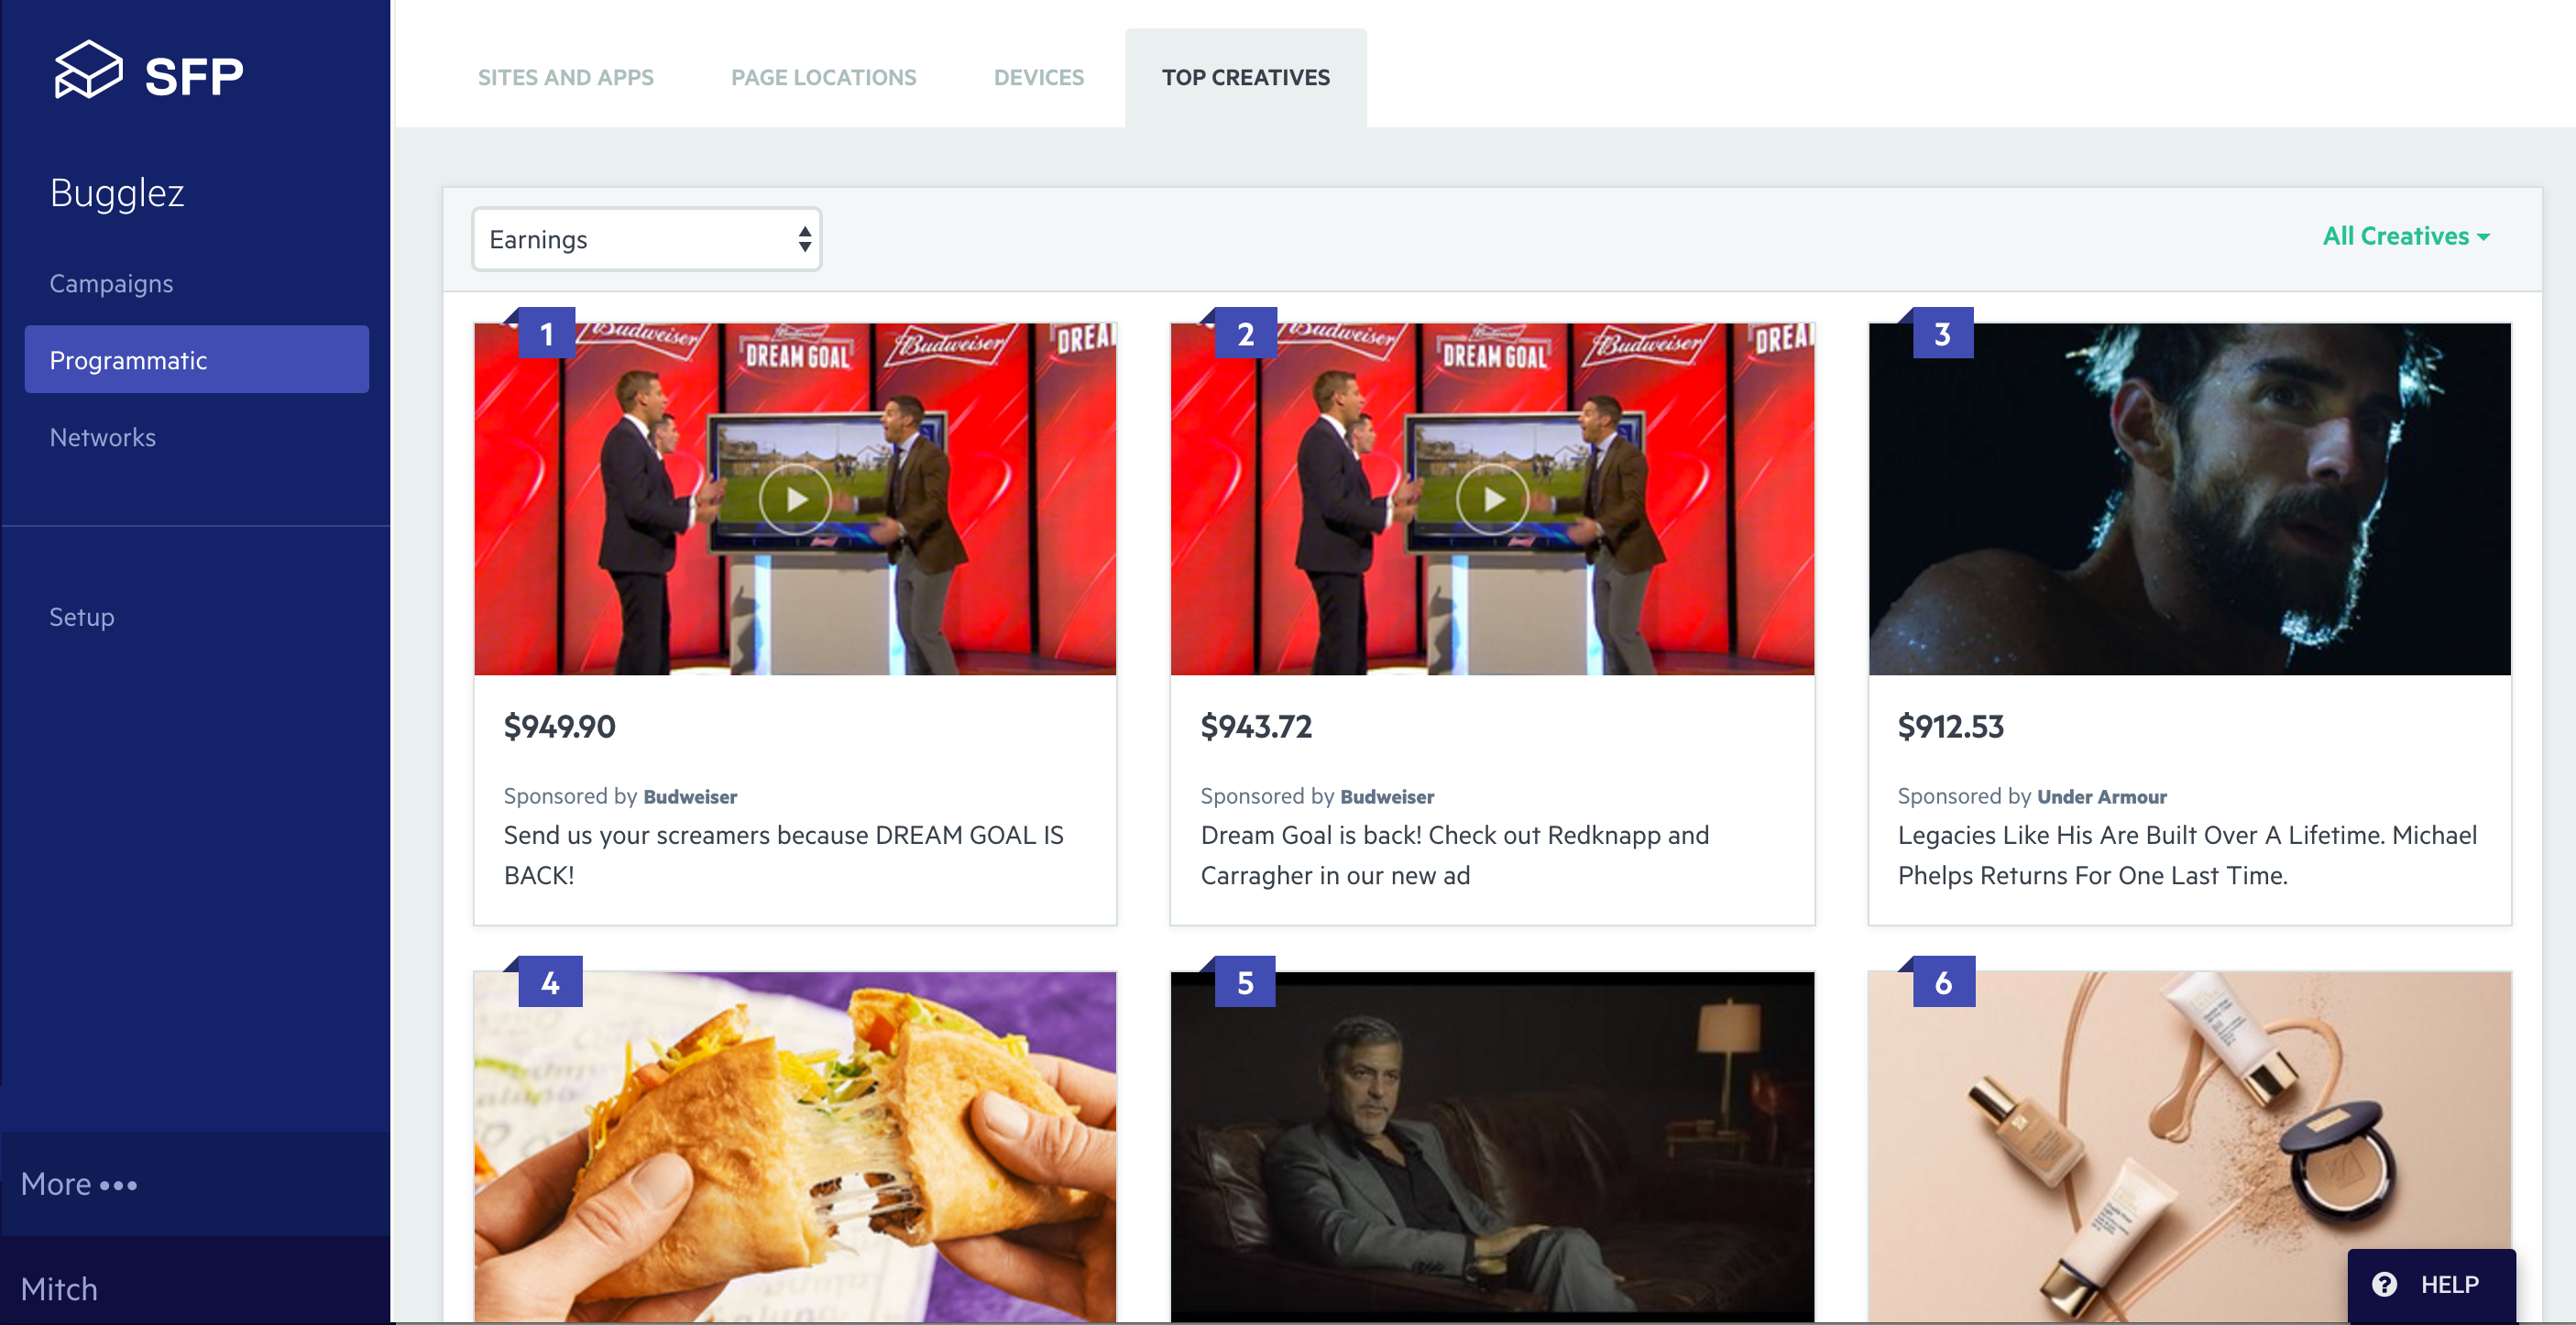 SFP
Bugglez
Campaigns
Programmatic
Networks
Setup
More
Mitch
SITES AND APPS
PAGE LOCATIONS
DEVICES
TOP CREATIVES
Earnings
All Creatives
1
Budweiser
DREAM GOAL
Budweiser
DREA
$949.90
Sponsored by Budweiser
Send us your screamers because DREAM GOAL IS
BACK!
2
Budweiser
DREAM GOAL
Budweiser
DREA
$943.72
Sponsored by Budweiser
Dream Goal is back! Check out Redknapp and
Carragher in our new ad
3
$912.53
Sponsored by Under Armour
Legacies Like His Are Built Over A Lifetime. Michael
Phelps Returns For One Last Time.
4
5
6
? HELP